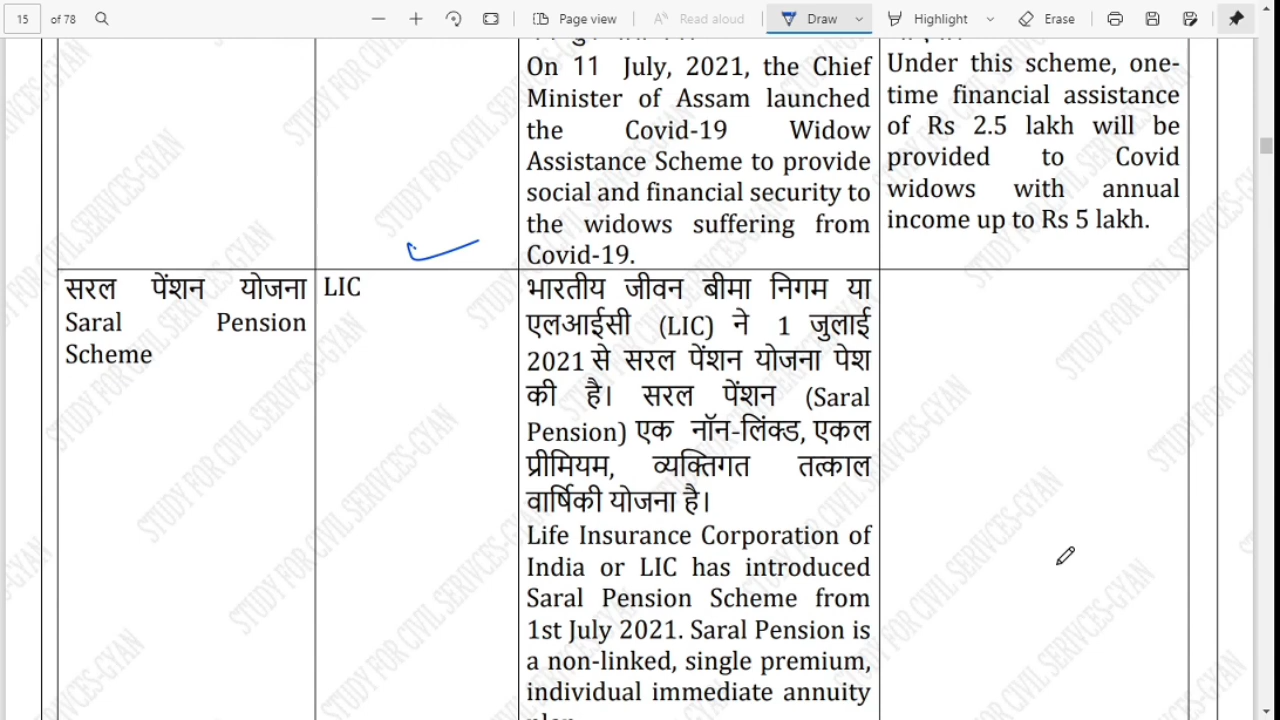 15 of 78
Page view
Read aloud
Draw
Highlight
Erase
On 11 July, 2021, the Chief
Minister of Assam launched
the Covid-19 Widow
Assistance Scheme to provide
social and financial security to
the widows suffering from
Covid-19.
Under this scheme, one-
time financial assistance
of Rs 2.5 lakh will be
provided to Covid
widows with annual
income up to Rs 5 lakh.
सरल पेंशन योजना
Saral Pension
Scheme
LIC
भारतीय जीवन बीमा निगम या
एलआईसी (LIC) ने 1 जुलाई
2021 से सरल पेंशन योजना पेश
की है। सरल पेंशन (Saral
Pension) एक नॉन-लिंक्ड, एकल
प्रीमियम, व्यक्तिगत तत्काल
वार्षिकी योजना है।
Life Insurance Corporation of
India or LIC has introduced
Saral Pension Scheme from
1st July 2021. Saral Pension is
a non-linked, single premium,
individual immediate annuity
STUDY FOR CIVIL SERIVCES-GYAN